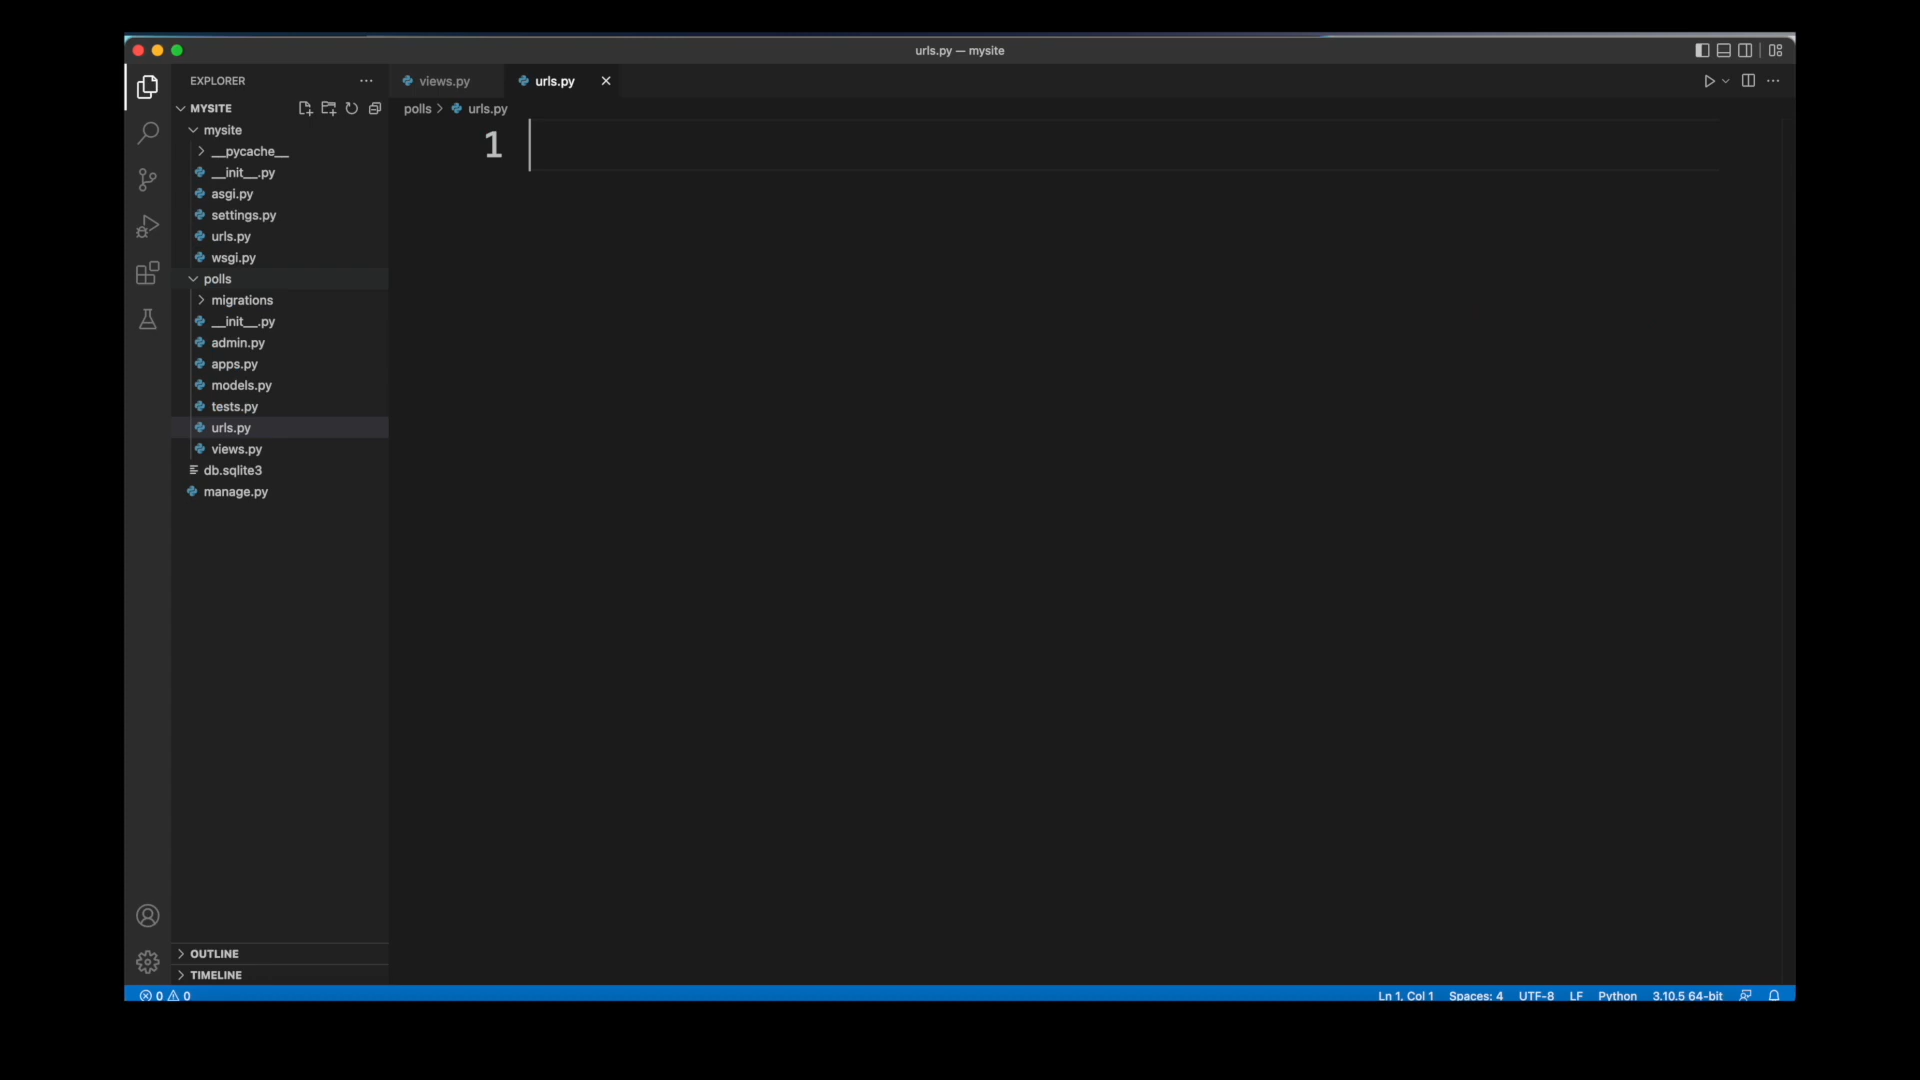 urls.py — mysite
EXPLORER
views.py
urls.py
MYSITE
polls > urls.py
mysite
1
__pycache__
__init__.py
asgi.py
settings.py
urls.py
wsgi.py
polls
migrations
__init__.py
admin.py
apps.py
models.py
tests.py
urls.py
views.py
db.sqlite3
manage.py
OUTLINE
TIMELINE
0 0
Ln 1, Col 1 Spaces: 4 UTF-8 LF Python 3.10.5 64-bit